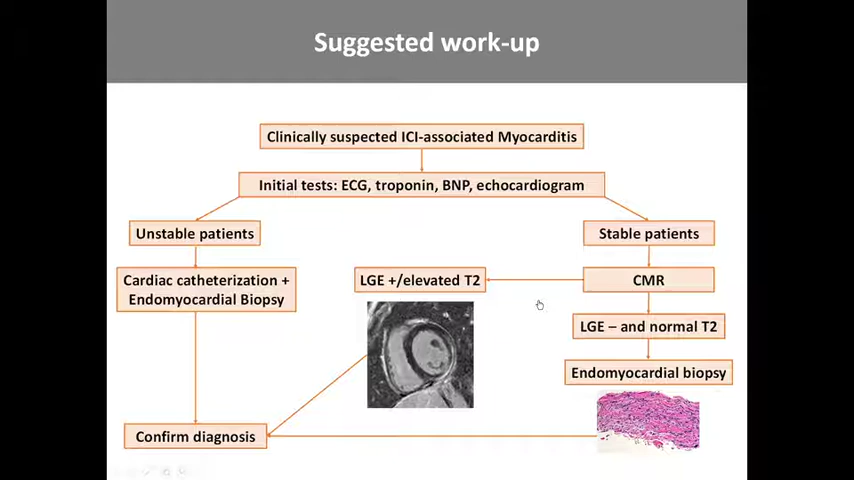 Suggested work-up
Clinically suspected ICI-associated Myocarditis
Initial tests: ECG, troponin, BNP, echocardiogram
Unstable patients
Stable patients
Cardiac catheterization +
Endomyocardial Biopsy
LGE +/elevated T2
CMR
LGE – and normal T2
Endomyocardial biopsy
Confirm diagnosis